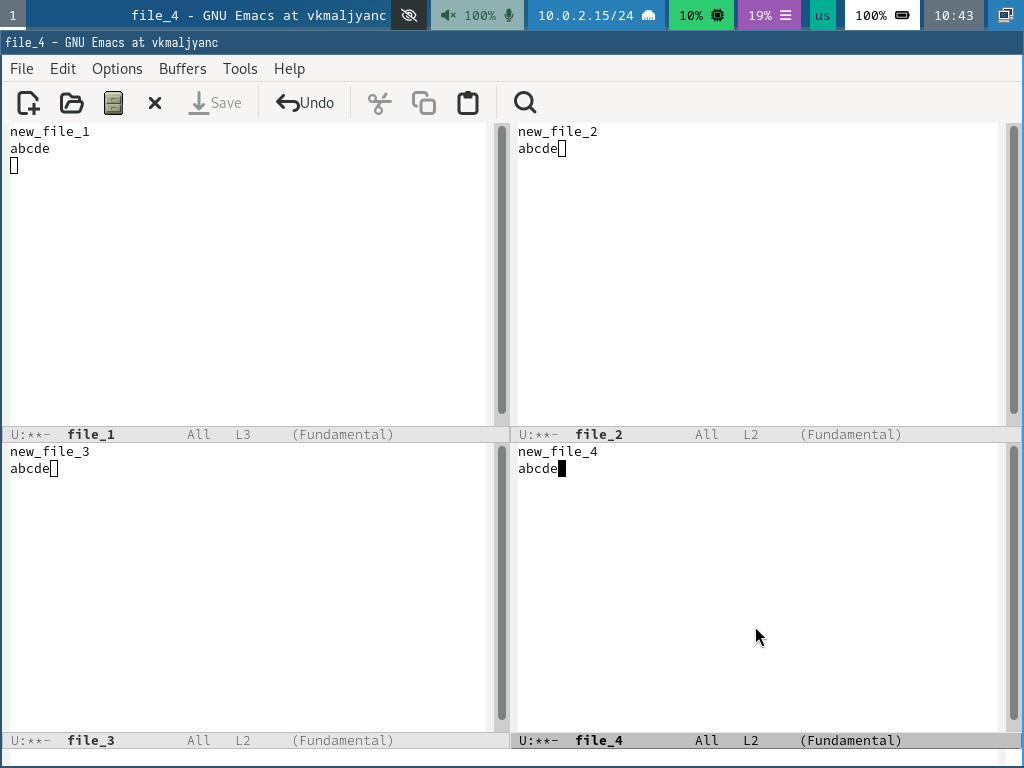 1 file_4 - GNU Emacs at vkmaljyanc 100% 10.0.2.15/24 10% 19% us 100% 10:43
file_4 - GNU Emacs at vkmaljyanc
File Edit Options Buffers Tools Help
Save Undo
new_file_1
abcde
U:**- file_1 All L3 (Fundamental)
new_file_2
abcde
U:**- file_2 All L2 (Fundamental)
new_file_3
abcde
U:**- file_3 All L2 (Fundamental)
new_file_4
abcde
U:**- file_4 All L2 (Fundamental)